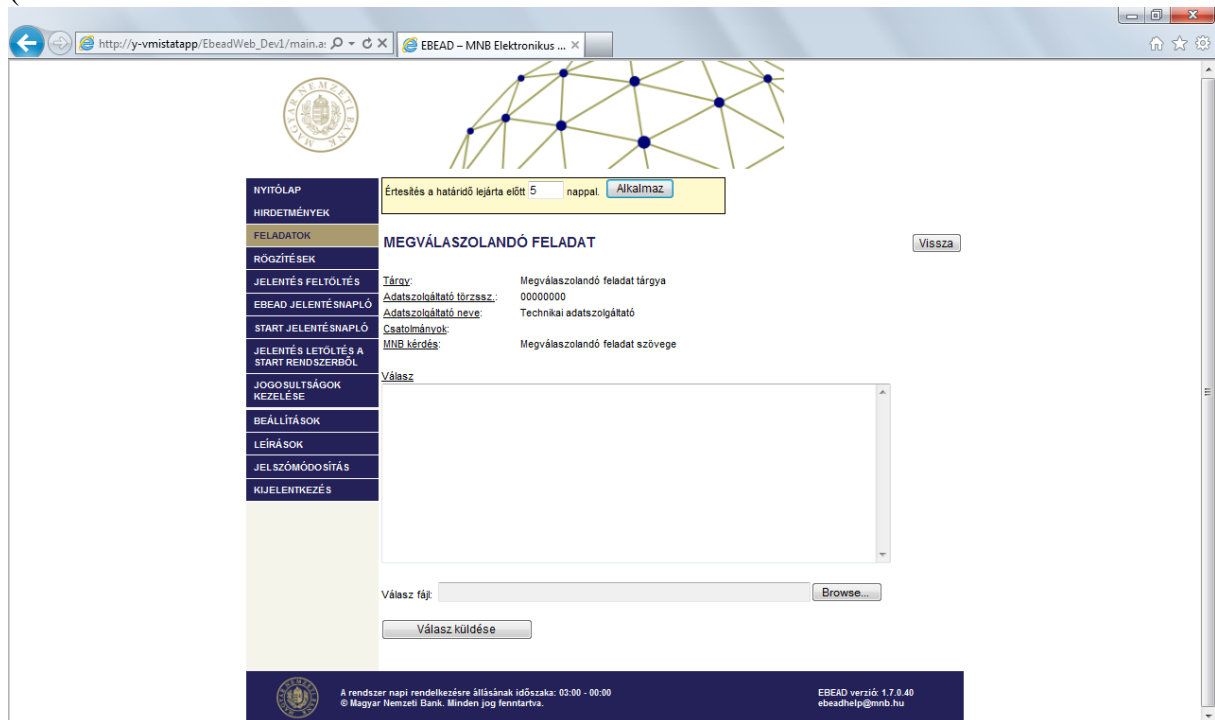 (
http://y-vmistatapp/EbeadWeb_Dev1/main.a:
EBEAD – MNB Elektronikus ...
MAGYAR NEMZETI BANK
Értesítés a határidő lejárta előtt 5 nappal. Alkalmaz
NYITÓLAP
HIRDETMÉNYEK
FELADATOK
RÖGZÍTÉSEK
JELENTÉS FELTÖLTÉS
EBEAD JELENTÉSNAPLÓ
START JELENTÉSNAPLÓ
JELENTÉS LETÖLTÉS A
START RENDSZERBŐL
JOGOSULTSÁGOK
KEZELÉSE
BEÁLLÍTÁSOK
LEÍRÁSOK
JELSZÓMÓDOSÍTÁS
KIJELENTKEZÉS
MEGVÁLASZOLANDÓ FELADAT
Vissza
Tárgy: Megválaszolandó feladat tárgya
Adatszolgáltató törzssz.: 00000000
Adatszolgáltató neve: Technikai adatszolgáltató
Csatolmányok:
MNB kérdés: Megválaszolandó feladat szövege
Válasz
Válasz fájl: Browse...
Válasz küldése
A rendszer napi rendelkezésre állásának időszaka: 03:00 - 00:00
© Magyar Nemzeti Bank. Minden jog fenntartva.
EBEAD verzió: 1.7.0.40
ebeadhelp@mnb.hu